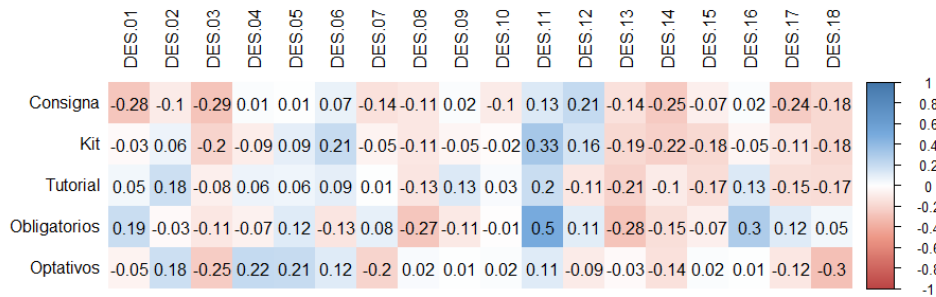 DES.01 DES.02 DES.03 DES.04 DES.05 DES.06 DES.07 DES.08 DES.09 DES.10 DES.11 DES.12 DES.13 DES.14 DES.15 DES.16 DES.17 DES.18
Consigna -0.28 -0.1 -0.29 0.01 0.01 0.07 -0.14 -0.11 0.02 -0.1 0.13 0.21 -0.14 -0.25 -0.07 0.02 -0.24 -0.18
Kit -0.03 0.06 -0.2 -0.09 0.09 0.21 -0.05 -0.11 -0.05 -0.02 0.33 0.16 -0.19 -0.22 -0.18 -0.05 -0.11 -0.18
Tutorial 0.05 0.18 -0.08 0.06 0.06 0.09 0.01 -0.13 0.13 0.03 0.2 -0.11 -0.21 -0.1 -0.17 0.13 -0.15 -0.17
Obligatorios 0.19 -0.03 -0.11 -0.07 0.12 -0.13 0.08 -0.27 -0.11 -0.01 0.5 0.11 -0.28 -0.15 -0.07 0.3 0.12 0.05
Optativos -0.05 0.18 -0.25 0.22 0.21 0.12 -0.2 0.02 0.01 0.02 0.11 -0.09 -0.03 -0.14 0.02 0.01 -0.12 -0.3
1
0.8
0.6
0.4
0.2
0
-0.2
-0.4
-0.6
-0.8
-1